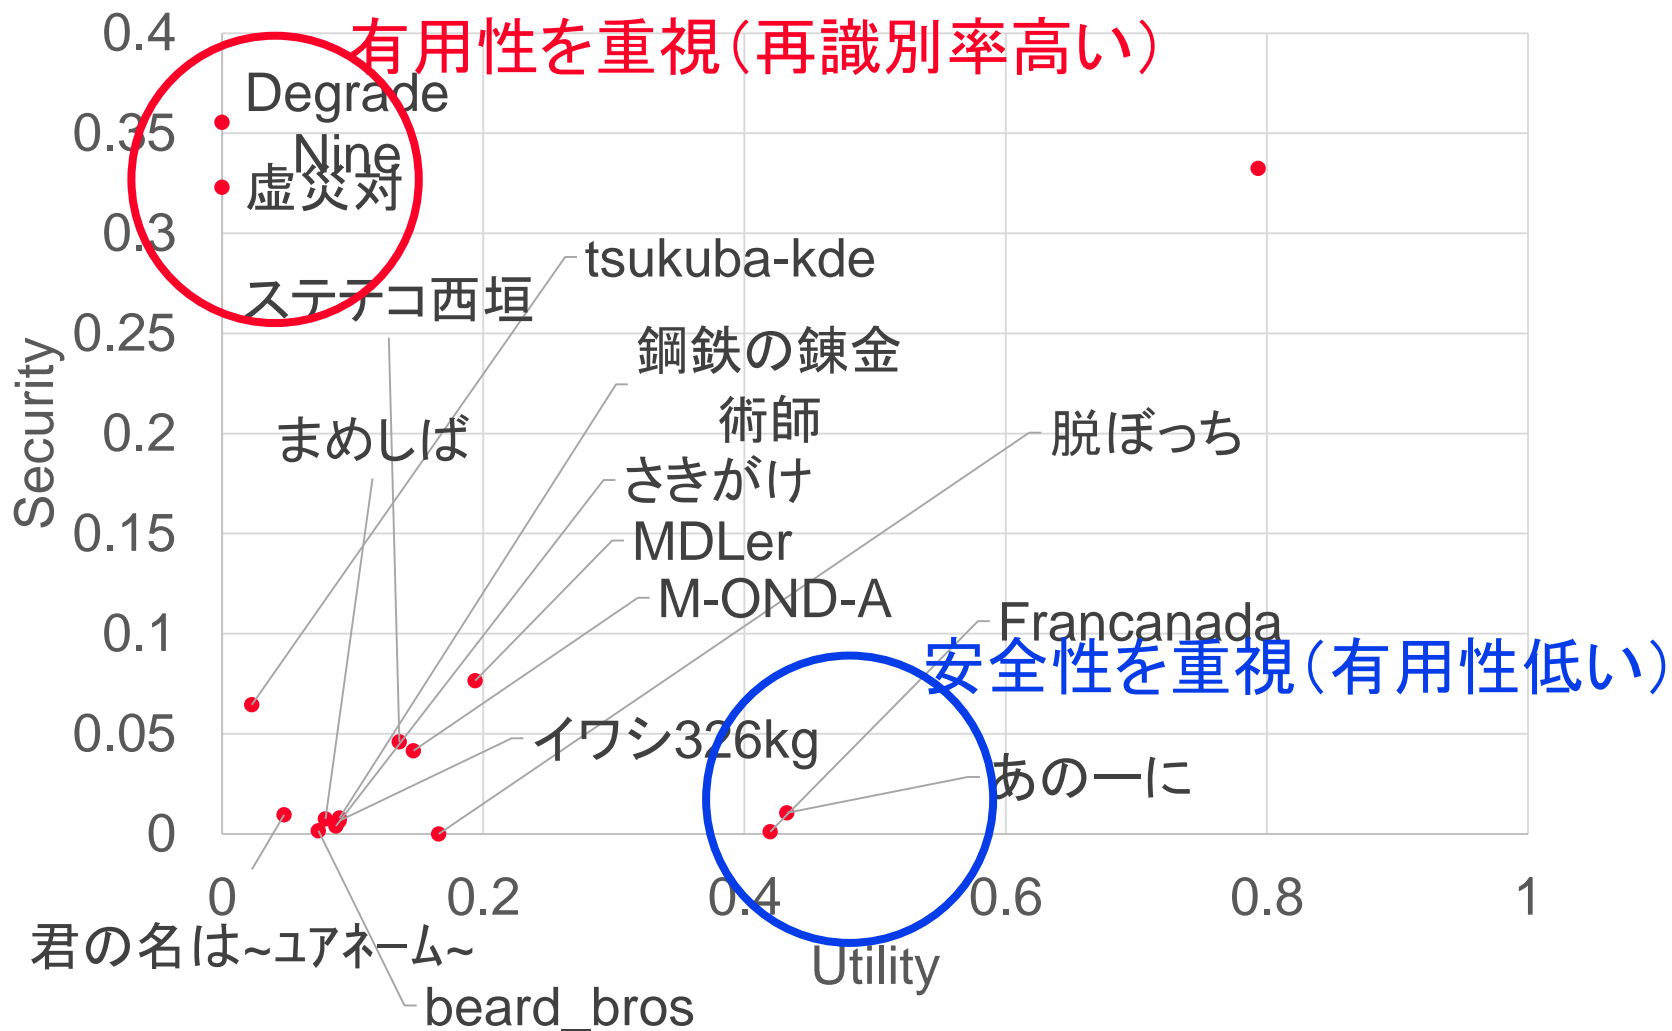 有用性を重視(再識別率高い)
0.4
Degrade
0.35
Nine
虚災対
0.3
tsukuba-kde
ステテコ西垣
0.25
鋼鉄の錬金
術師
Security
0.2
まめしば
脱ぼっち
さきがけ
0.15
MDLer
M-OND-A
0.1
Francanada
安全性を重視(有用性低い)
0.05
イワシ326kg
あの一に
0
0
0.2
0.4
0.6
0.8
1
君の名は~ユアネーム~
Utility
beard_bros